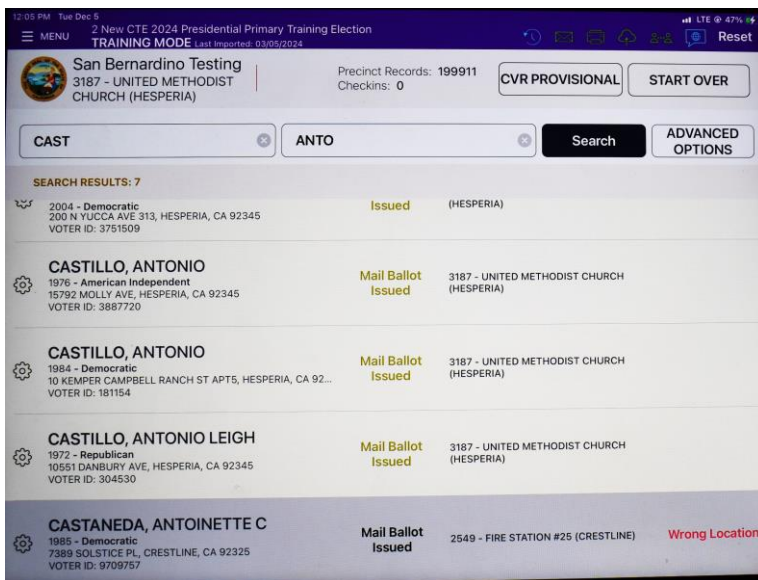 12:05 PM Tue Dec 5
LTE 47%
MENU
2 New CTE 2024 Presidential Primary Training Election
TRAINING MODE Last Imported: 03/05/2024
Reset
San Bernardino Testing
3187 - UNITED METHODIST
CHURCH (HESPERIA)
Precinct Records: 199911
Checkins: 0
CVR PROVISIONAL
START OVER
CAST
ANTO
Search
ADVANCED
OPTIONS
SEARCH RESULTS: 7
2004 - Democratic
200 N YUCCA AVE 313, HESPERIA, CA 92345
VOTER ID: 3751509
Issued
(HESPERIA)
CASTILLO, ANTONIO
1976 - American Independent
15792 MOLLY AVE, HESPERIA, CA 92345
VOTER ID: 3887720
Mail Ballot
Issued
3187 - UNITED METHODIST CHURCH
(HESPERIA)
CASTILLO, ANTONIO
1984 - Democratic
10 KEMPER CAMPBELL RANCH ST APT5, HESPERIA, CA 92...
VOTER ID: 181154
Mail Ballot
Issued
3187 - UNITED METHODIST CHURCH
(HESPERIA)
CASTILLO, ANTONIO LEIGH
1972 - Republican
10551 DANBURY AVE, HESPERIA, CA 92345
VOTER ID: 304530
Mail Ballot
Issued
3187 - UNITED METHODIST CHURCH
(HESPERIA)
CASTANEDA, ANTOINETTE C
1985 - Democratic
7389 SOLSTICE PL, CRESTLINE, CA 92325
VOTER ID: 9709757
Mail Ballot
Issued
2549 - FIRE STATION #25 (CRESTLINE)
Wrong Location